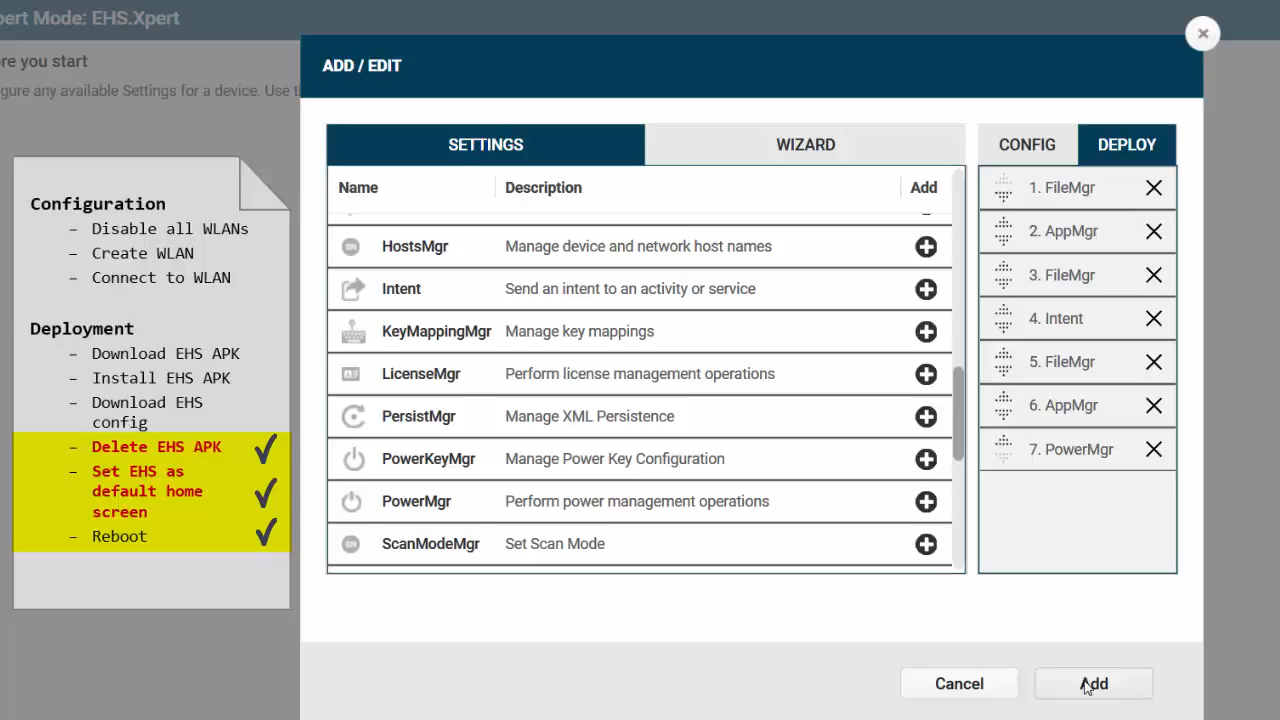 pert Mode: EHS.Xpert
re you start
gure any available Settings for a device. Use t
Configuration
- Disable all WLANs
- Create WLAN
- Connect to WLAN
Deployment
- Download EHS APK
- Install EHS APK
- Download EHS
config
- Delete EHS APK
- Set EHS as
default home
screen
- Reboot
ADD / EDIT
SETTINGS
WIZARD
Name Description Add
HostsMgr Manage device and network host names
Intent Send an intent to an activity or service
KeyMappingMgr Manage key mappings
LicenseMgr Perform license management operations
PersistMgr Manage XML Persistence
PowerKeyMgr Manage Power Key Configuration
PowerMgr Perform power management operations
ScanModeMgr Set Scan Mode
CONFIG
DEPLOY
1. FileMgr
2. AppMgr
3. FileMgr
4. Intent
5. FileMgr
6. AppMgr
7. PowerMgr
Cancel
Add